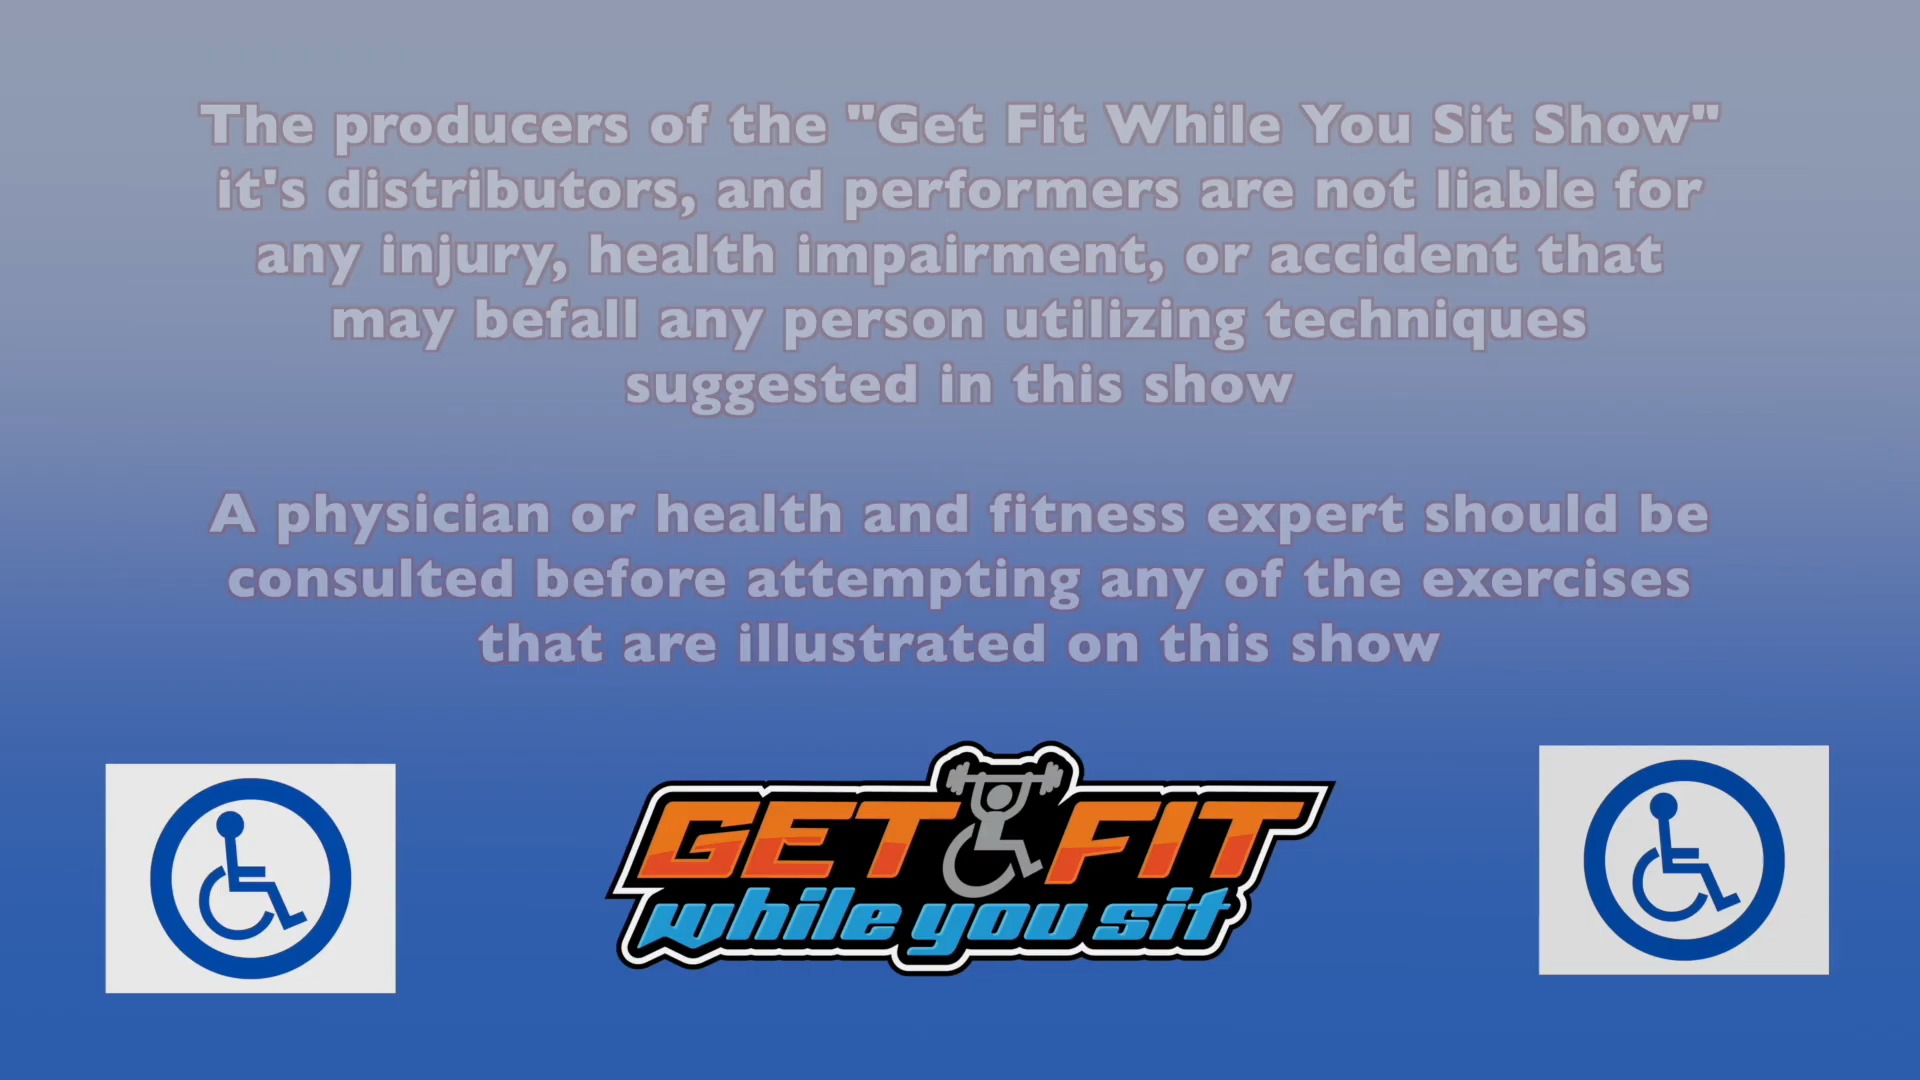 The producers of the "Get Fit While You Sit Show"
it's distributors, and performers are not liable for
any injury, health impairment, or accident that
may befall any person utilizing techniques
suggested in this show
A physician or health and fitness expert should be
consulted before attempting any of the exercises
that are illustrated on this show
GET FIT
while you sit